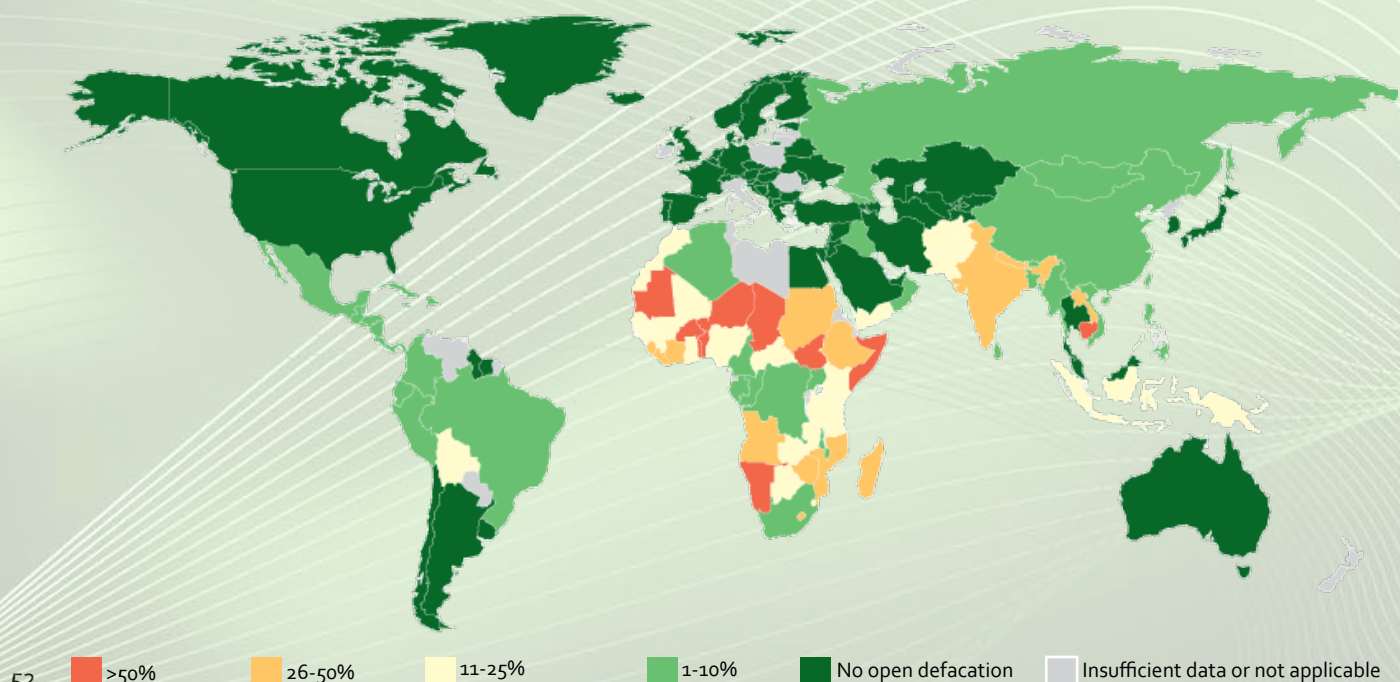 52 >50% 26-50% 11-25% 1-10% No open defacation Insufficient data or not applicable